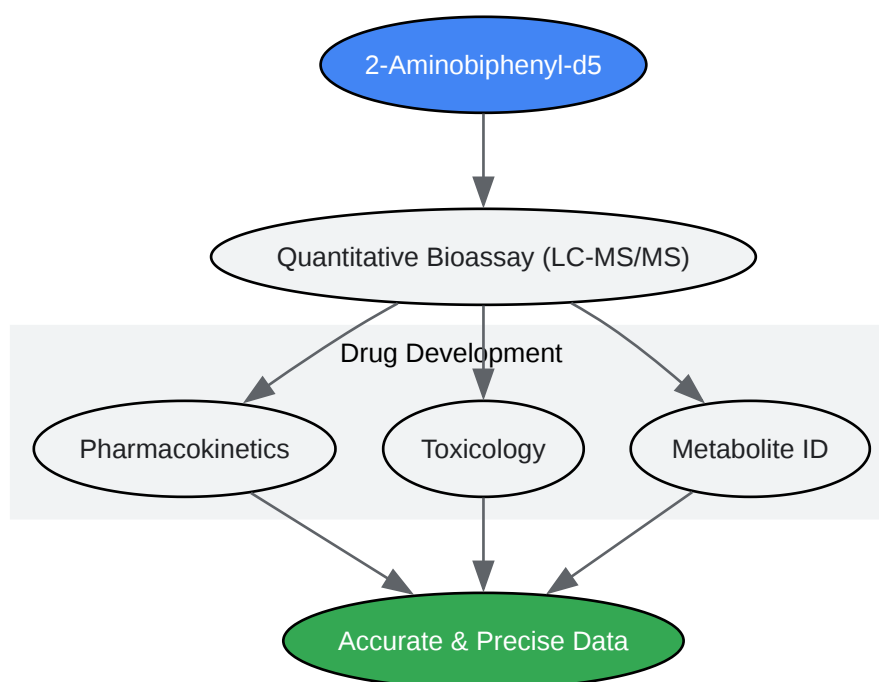 2-Aminobiphenyl-d5
Quantitative Bioassay (LC-MS/MS)
Drug Development
Pharmacokinetics
Toxicology
Metabolite ID
Accurate & Precise Data